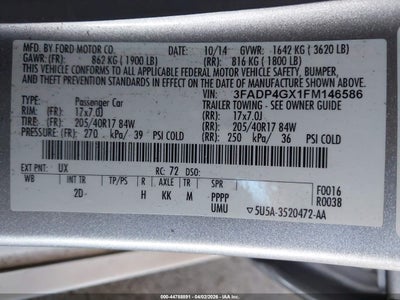 BY FORD MOTOR CO. 10/14 GVWR: 1642 KG ( 3620 LB)
GAWR: (FR) 862 KG ( 1900 LB) (RR) 816 KG ( 1800 LB)
THIS VEHICLE CONFORMS TO ALL APPLICABLE FEDERAL MOTOR VEHICLE SAFETY, BUMPER,
AND THEFT PREVENTION STANDARDS IN EFFECT ON THE DATE OF MANUFACTURE SHOWN ABOVE.
VIN: 3FADP4GX1FM146586
TYPE: Passenger Car TRAILER TOWING - SEE OWNER GUIDE
RIM: (FR) 17x7.0J (RR) 17x7.0J
TIRE: (FR) 205/40R17 84W (RR) 205/40R17 84W
PRESSURE: (FR) 270 kPa/ 39 PSI COLD (RR) 250 kPa/ 36 PSI COLD
EXT PNT: UX RC: 72 DSO:
WB INT TR TP/PS R AXLE TR SPR
2D- H KK M PPPP F0016
UMU R0038
5U5A-3520472-AA
(Stock#: 000-44788891 - 04/02/2026 - IAAI.COM)